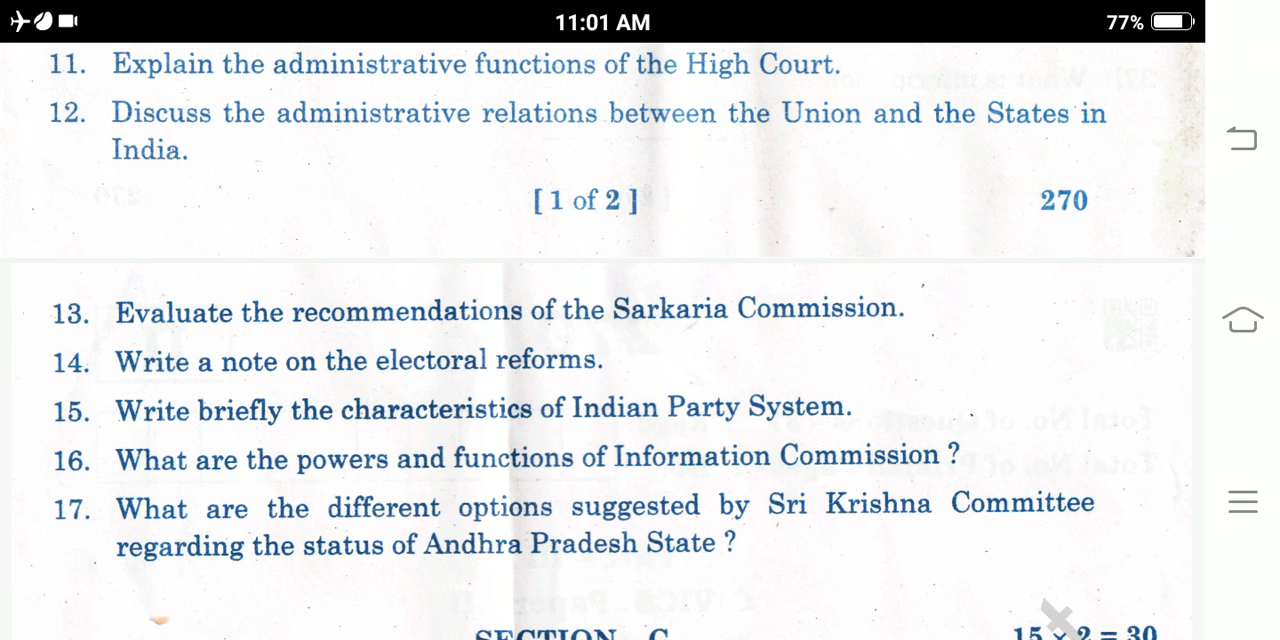 11:01 AM
77%
11. Explain the administrative functions of the High Court.
12. Discuss the administrative relations between the Union and the States in
India.
[ 1 of 2 ]
270
13. Evaluate the recommendations of the Sarkaria Commission.
14. Write a note on the electoral reforms.
15. Write briefly the characteristics of Indian Party System.
16. What are the powers and functions of Information Commission ?
17. What are the different options suggested by Sri Krishna Committee
regarding the status of Andhra Pradesh State ?
SECTION C
15 × 2 = 30